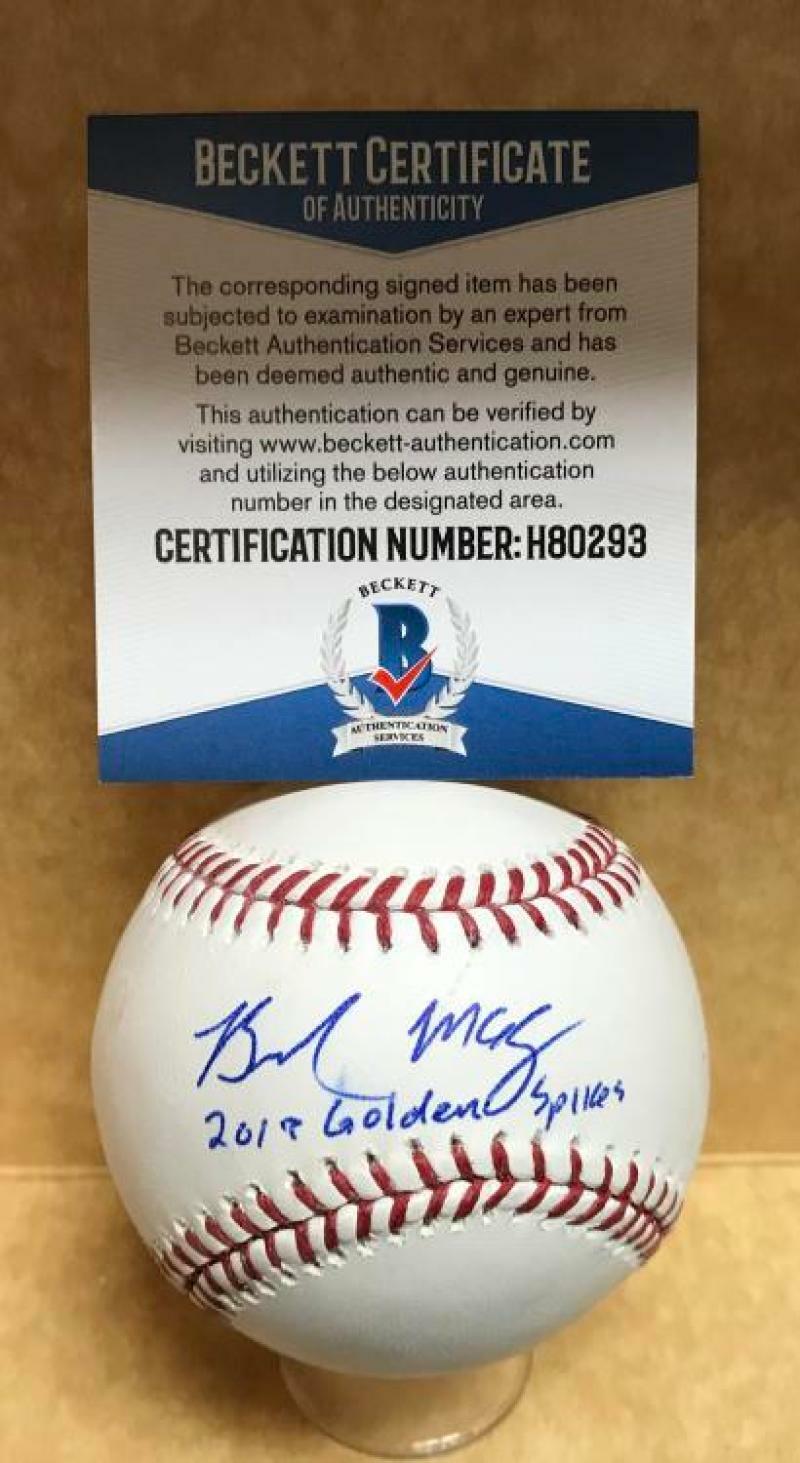 BECKETT CERTIFICATE
OF AUTHENTICITY
The corresponding signed item has been
subjected to examination by an expert from
Beckett Authentication Services and has
been deemed authentic and genuine.
This authentication can be verified by
visiting www.beckett-authentication.com
and utilizing the below authentication
number in the designated area.
CERTIFICATION NUMBER: H80293
BECKETT
B
AUTHENTICATION
SERVICES
2017 Golden Spikes